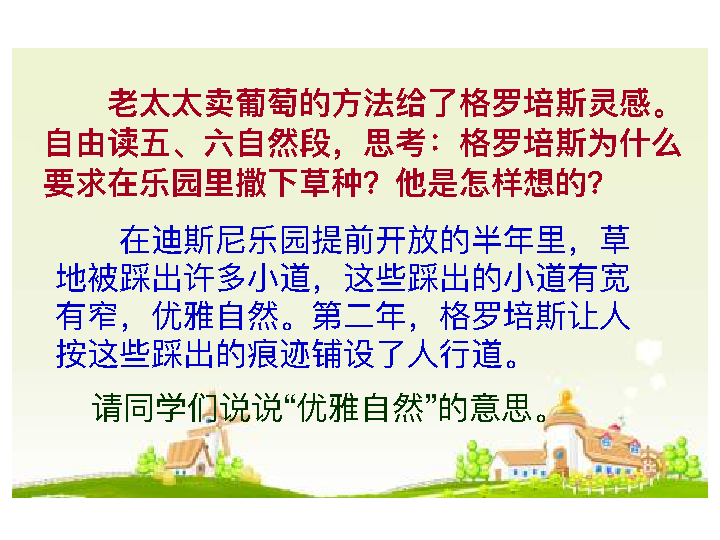 老太太卖葡萄的方法给了格罗培斯灵感。
自由读五、六自然段，思考：格罗培斯为什么
要求在乐园里撒下草种？他是怎样想的？
在迪斯尼乐园提前开放的半年里，草
地被踩出许多小道，这些踩出的小道有宽
有窄，优雅自然。第二年，格罗培斯让人
按这些踩出的痕迹铺设了人行道。
请同学们说说“优雅自然”的意思。